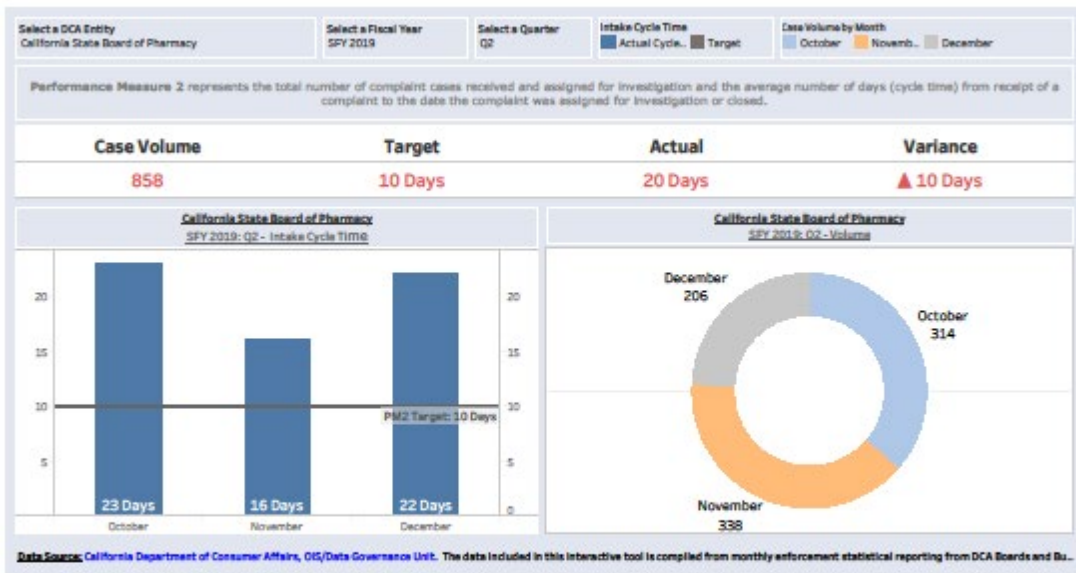 Select a DCA Entity
California State Board of Pharmacy
Select a Fiscal Year
SFY 2019
Select a Quarter
Q2
Intake Cycle Time
Actual Cycle.. Target
Case Volume by Month
October Novemb.. December
Performance Measure 2 represents the total number of complaint cases received and assigned for investigation and the average number of days (cycle time) from receipt of a
complaint to the date the complaint was assigned for investigation or closed.
Case Volume Target Actual Variance
858 10 Days 20 Days ▲ 10 Days
California State Board of Pharmacy
SFY 2019: Q2 - Intake Cycle Time
20 20
15 15
10 10
PM2 Target: 10 Days
5 5
0
23 Days 16 Days 22 Days
October November December
California State Board of Pharmacy
SFY 2019: Q2 - Volume
December
206
October
314
November
338
Data Source: California Department of Consumer Affairs, OIS/Data Governance Unit. The data included in this interactive tool is compiled from monthly enforcement statistical reporting from DCA Boards and Bu...